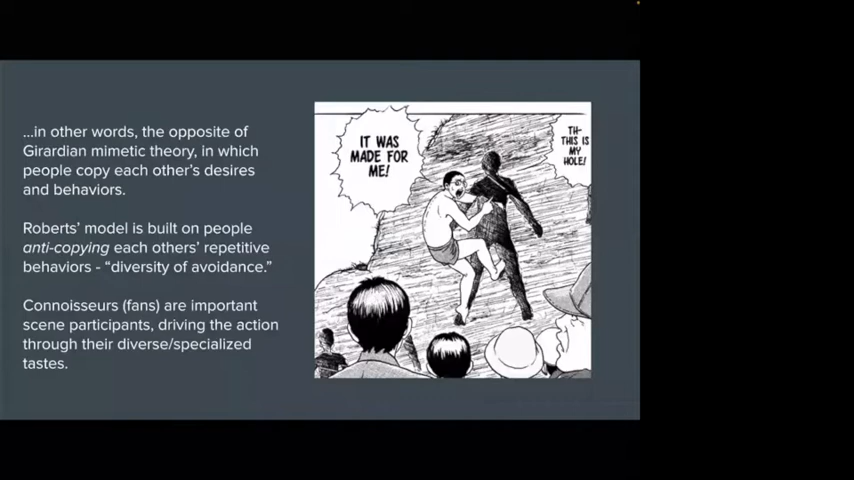 ...in other words, the opposite of
Girardian mimetic theory, in which
people copy each other's desires
and behaviors.
Roberts' model is built on people
anti-copying each others' repetitive
behaviors - "diversity of avoidance."
Connoisseurs (fans) are important
scene participants, driving the action
through their diverse/specialized
tastes.
IT WAS
MADE FOR
ME!
TH-
THIS IS
MY
HOLE!